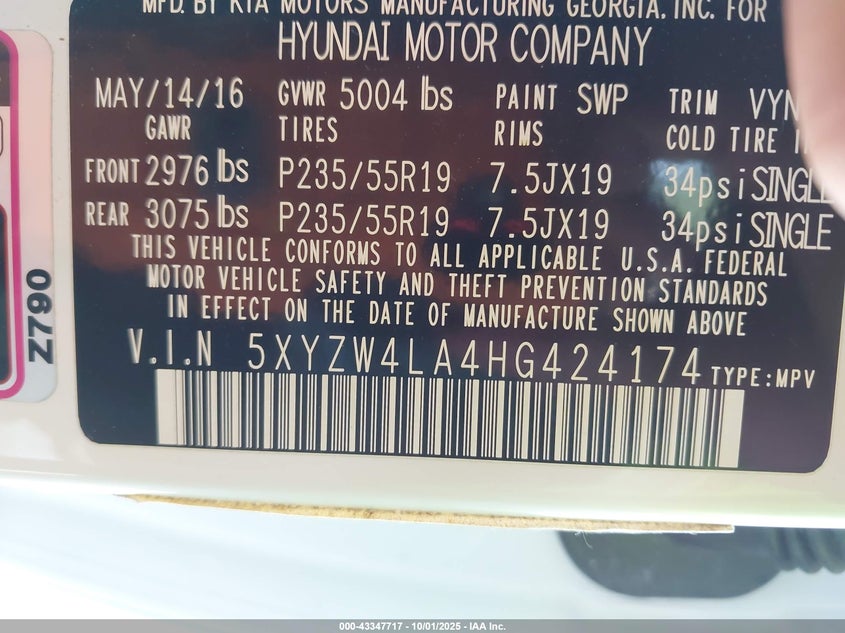 MFD. BY KIA MOTORS MANUFACTURING GEORGIA, INC. FOR
HYUNDAI MOTOR COMPANY
MAY/14/16 GVWR 5004 lbs PAINT SWP TRIM VYN
GAWR TIRES RIMS COLD TIRE
FRONT 2976 lbs P235/55R19 7.5JX19 34psi SINGLE
REAR 3075 lbs P235/55R19 7.5JX19 34psi SINGLE
THIS VEHICLE CONFORMS TO ALL APPLICABLE U.S.A. FEDERAL
MOTOR VEHICLE SAFETY AND THEFT PREVENTION STANDARDS
IN EFFECT ON THE DATE OF MANUFACTURE SHOWN ABOVE
V.I.N 5XYZW4LA4HG424174 TYPE:MPV
Z790
000-43347717 - 10/01/2025 - IAA Inc.